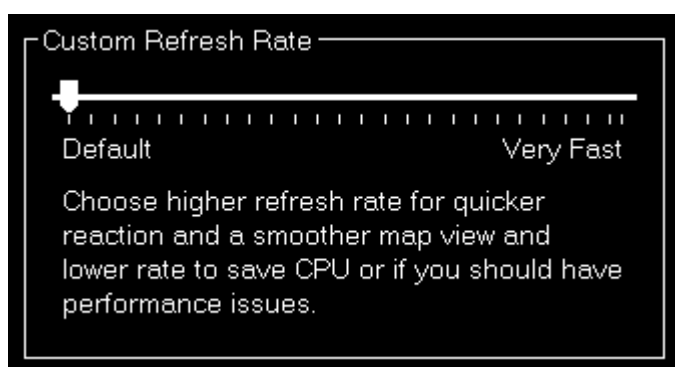 Custom Refresh Rate
Default Very Fast
Choose higher refresh rate for quicker
reaction and a smoother map view and
lower rate to save CPU or if you should have
performance issues.